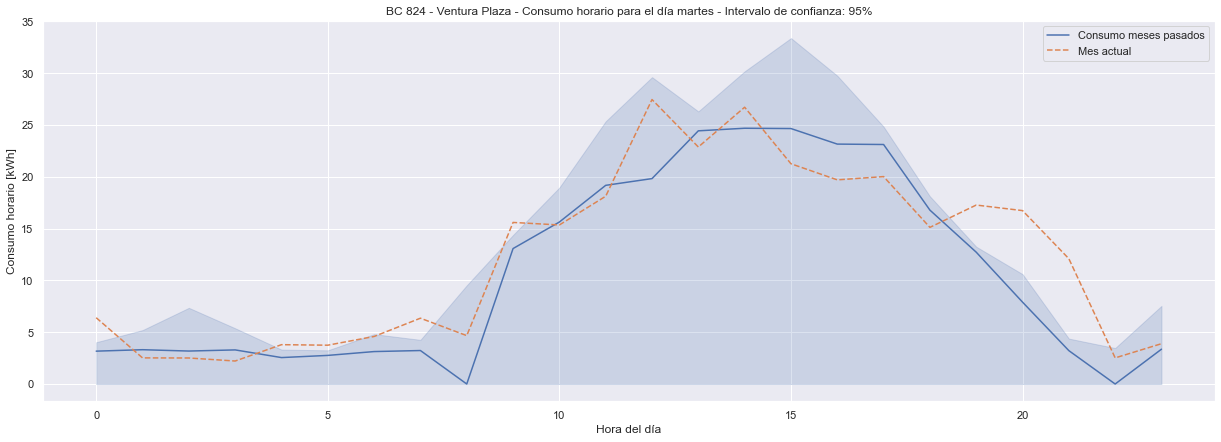 BC 824 - Ventura Plaza - Consumo horario para el día martes - Intervalo de confianza: 95%
Consumo meses pasados
Mes actual
Consumo horario [kWh]
35
30
25
20
15
10
5
0
0
5
10
15
20
Hora del día